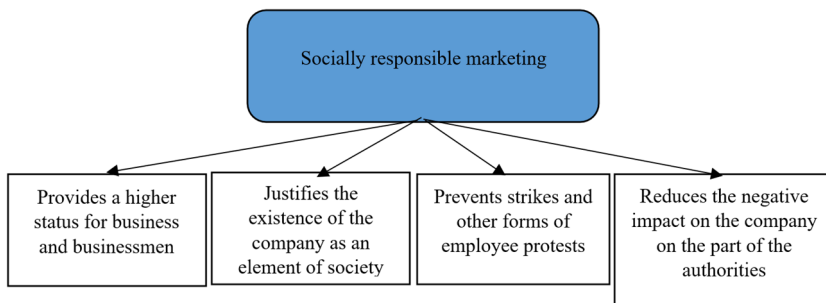 Socially responsible marketing
Provides a higher
status for business
and businessmen
Justifies the
existence of the
company as an
element of society
Prevents strikes and
other forms of
employee protests
Reduces the negative
impact on the company
on the part of the
authorities